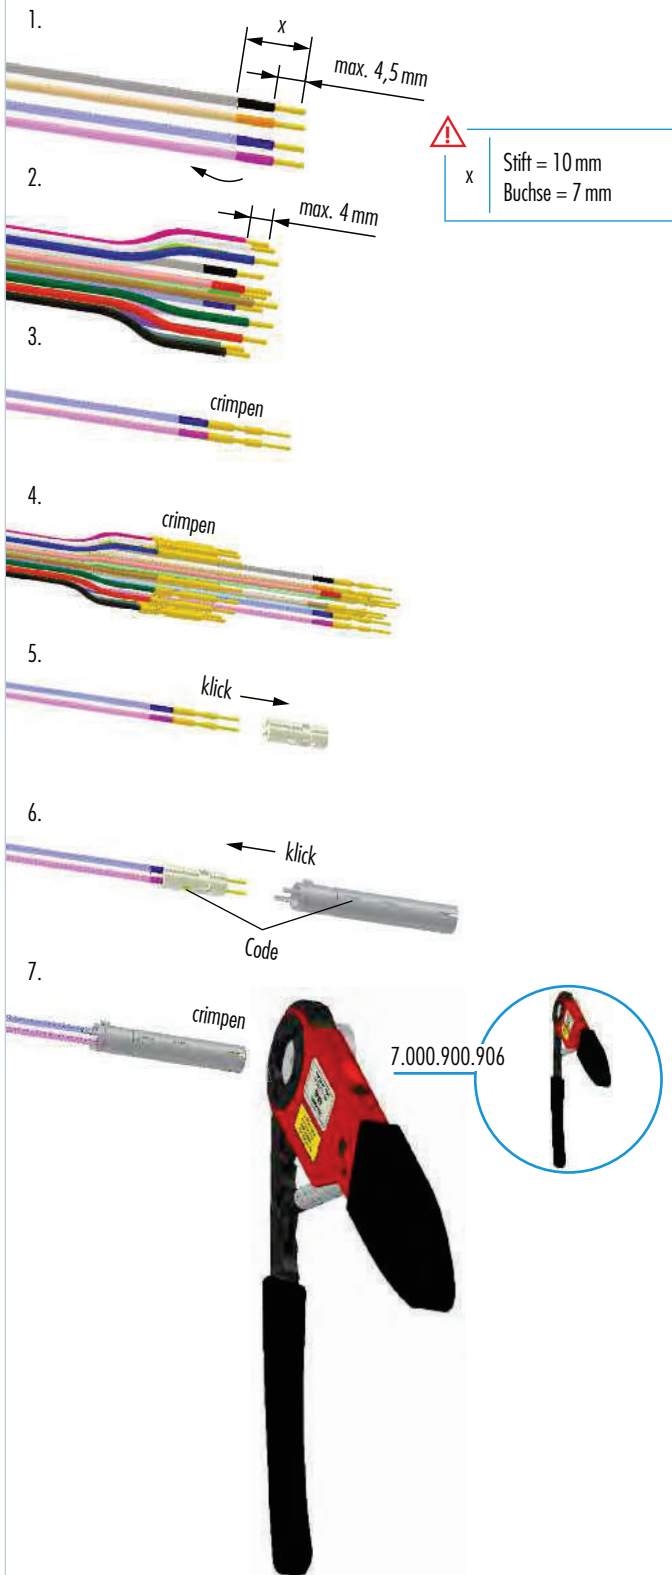 1.
x
max. 4,5 mm
x
Stift = 10 mm
Buchse = 7 mm
2.
max. 4 mm
3.
crimpen
4.
crimpen
5.
klick
6.
klick
Code
7.
crimpen
7.000.900.906